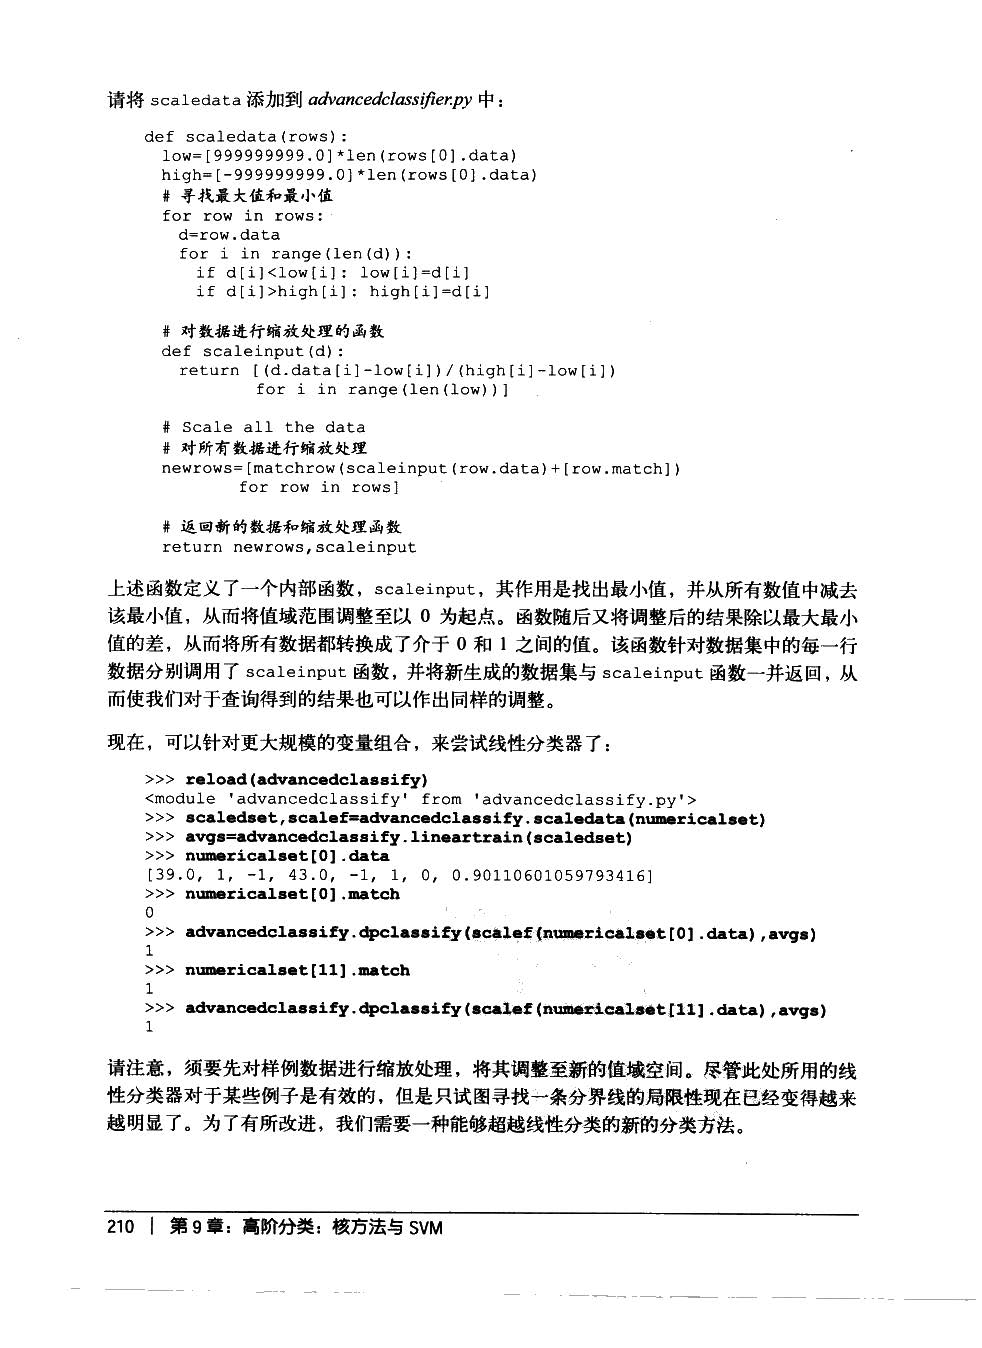 请将 scaledata 添加到 advancedclassifier.py 中：
def scaledata(rows):
low=[999999999.0]*len(rows[0].data)
high=[-999999999.0]*len(rows[0].data)
# 寻找最大值和最小值
for row in rows:
d=row.data
for i in range(len(d)):
if d[i]<low[i]: low[i]=d[i]
if d[i]>high[i]: high[i]=d[i]
# 对数据进行缩放处理的函数
def scaleinput(d):
return [(d.data[i]-low[i])/(high[i]-low[i])
for i in range(len(low))]
# Scale all the data
# 对所有数据进行缩放处理
newrows=[matchrow(scaleinput(row.data)+[row.match])
for row in rows]
# 返回新的数据和缩放处理函数
return newrows,scaleinput
上述函数定义了一个内部函数，scaleinput，其作用是找出最小值，并从所有数值中减去
该最小值，从而将值域范围调整至以 0 为起点。函数随后又将调整后的结果除以最大最小
值的差，从而将所有数据都转换成了介于 0 和 1 之间的值。该函数针对数据集中的每一行
数据分别调用了 scaleinput 函数，并将新生成的数据集与 scaleinput 函数一并返回，从
而使我们对于查询得到的结果也可以作出同样的调整。
现在，可以针对更大规模的变量组合，来尝试线性分类器了：
>>> reload(advancedclassify)
<module 'advancedclassify' from 'advancedclassify.py'>
>>> scaledset,scalef=advancedclassify.scaledata(numericalset)
>>> avgs=advancedclassify.lineartrain(scaledset)
>>> numericalset[0].data
[39.0, 1, -1, 43.0, -1, 1, 0, 0.90110601059793416]
>>> numericalset[0].match
0
>>> advancedclassify.dpclassify(scalef(numericalset[0].data),avgs)
1
>>> numericalset[11].match
1
>>> advancedclassify.dpclassify(scalef(numericalset[11].data),avgs)
1
请注意，须要先对样例数据进行缩放处理，将其调整至新的值域空间。尽管此处所用的线
性分类器对于某些例子是有效的，但是只试图寻找一条分界线的局限性现在已经变得越来
越明显了。为了有所改进，我们需要一种能够超越线性分类的新的分类方法。
210 | 第 9 章：高阶分类：核方法与 SVM